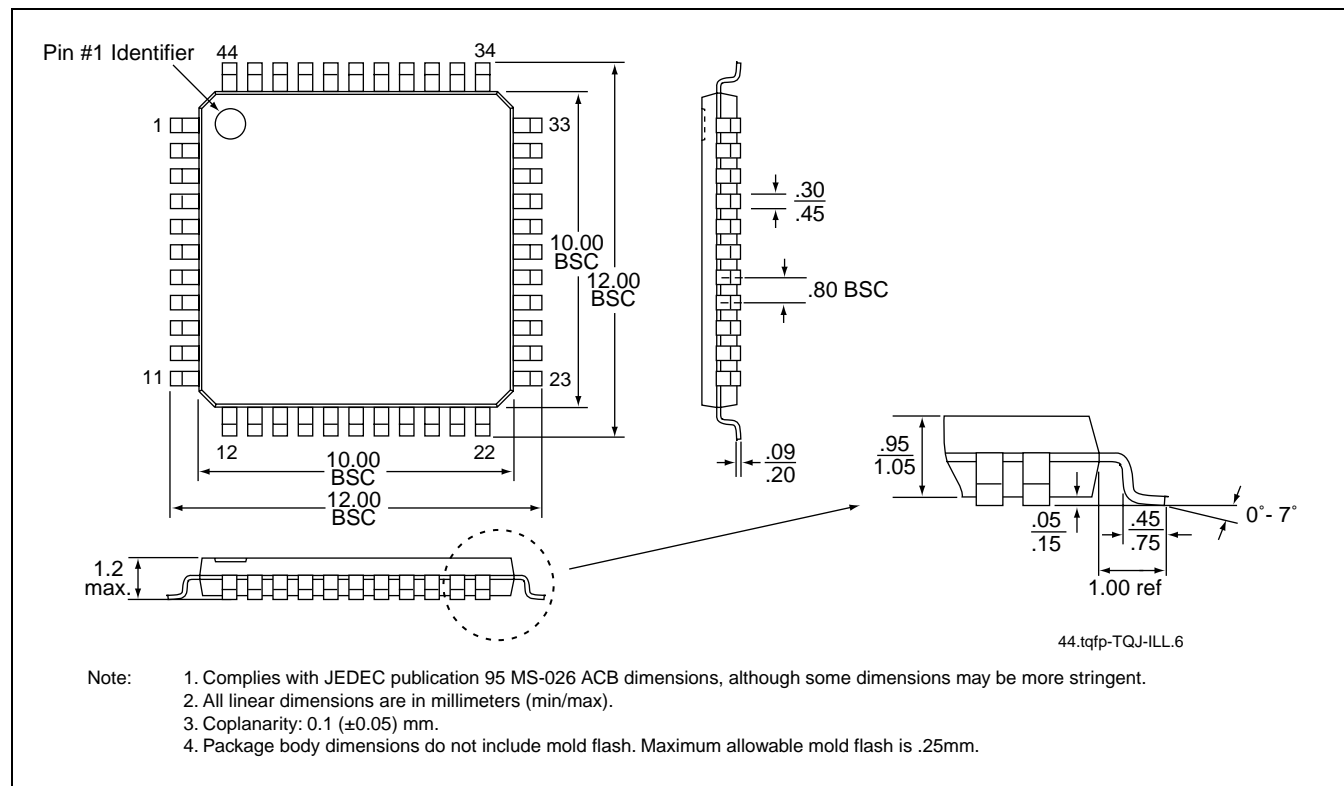 Pin #1 Identifier
44
34
1
33
11
23
12
22
10.00
BSC
12.00
BSC
10.00
BSC
12.00
BSC
.30
.45
.80 BSC
.09
.20
.95
1.05
.05
.15
.45
.75
0°- 7°
1.00 ref
1.2
max.
44.tqfp-TQJ-ILL.6
Note: 1. Complies with JEDEC publication 95 MS-026 ACB dimensions, although some dimensions may be more stringent.
2. All linear dimensions are in millimeters (min/max).
3. Coplanarity: 0.1 (±0.05) mm.
4. Package body dimensions do not include mold flash. Maximum allowable mold flash is .25mm.